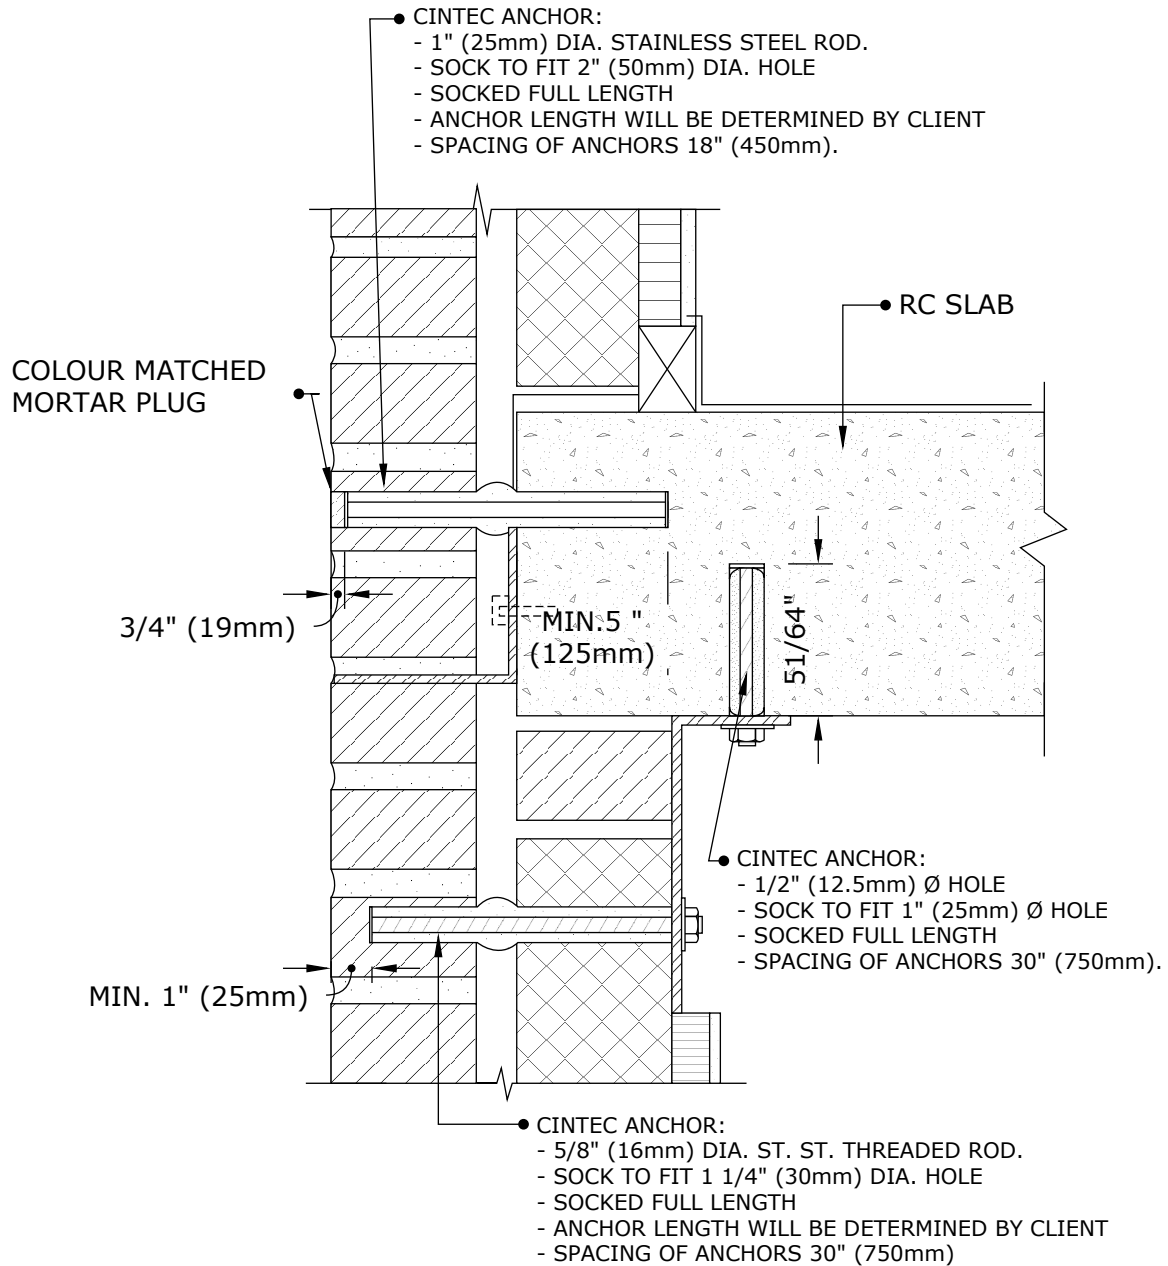 CINTEC ANCHOR:
- 1" (25mm) DIA. STAINLESS STEEL ROD.
- SOCK TO FIT 2" (50mm) DIA. HOLE
- SOCKED FULL LENGTH
- ANCHOR LENGTH WILL BE DETERMINED BY CLIENT
- SPACING OF ANCHORS 18" (450mm).
RC SLAB
COLOUR MATCHED
MORTAR PLUG
3/4" (19mm)
MIN.5 "
(125mm)
51/64"
CINTEC ANCHOR:
- 1/2" (12.5mm) Ø HOLE
- SOCK TO FIT 1" (25mm) Ø HOLE
- SOCKED FULL LENGTH
- SPACING OF ANCHORS 30" (750mm).
MIN. 1" (25mm)
CINTEC ANCHOR:
- 5/8" (16mm) DIA. ST. ST. THREADED ROD.
- SOCK TO FIT 1 1/4" (30mm) DIA. HOLE
- SOCKED FULL LENGTH
- ANCHOR LENGTH WILL BE DETERMINED BY CLIENT
- SPACING OF ANCHORS 30" (750mm)